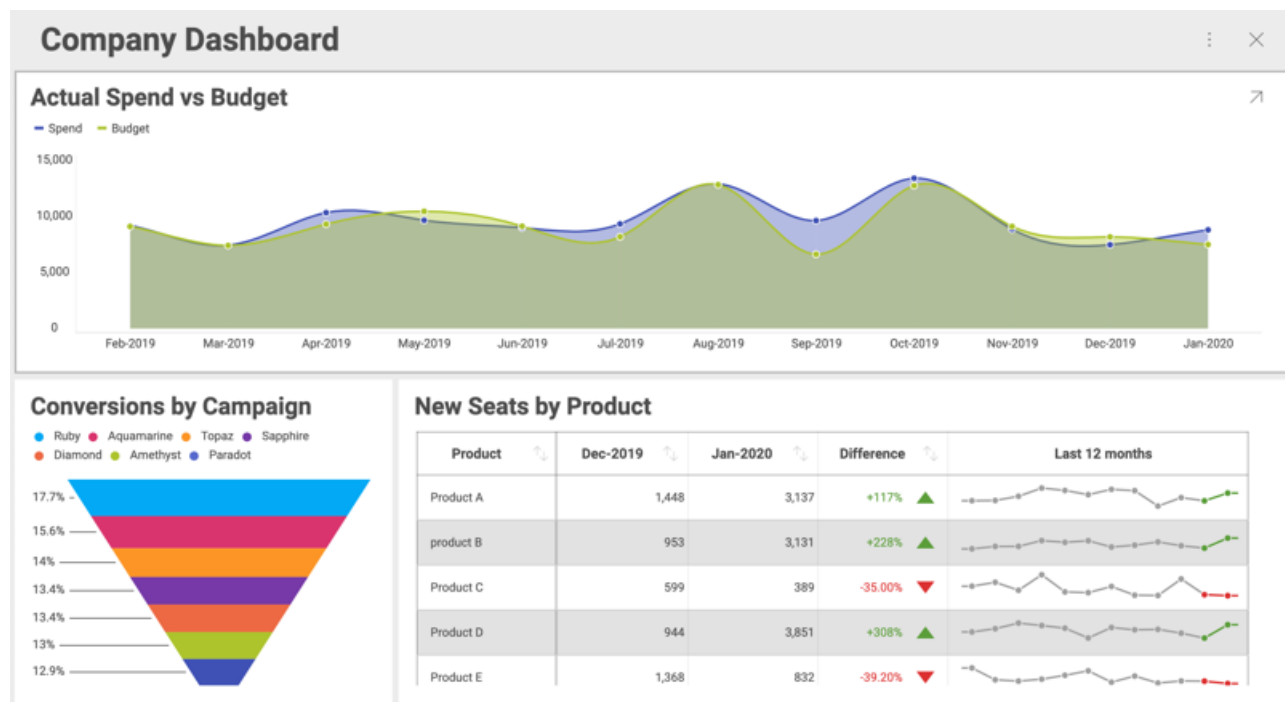 Company Dashboard
Actual Spend vs Budget
Spend Budget
15,000
10,000
5,000
0
Feb-2019 Mar-2019 Apr-2019 May-2019 Jun-2019 Jul-2019 Aug-2019 Sep-2019 Oct-2019 Nov-2019 Dec-2019 Jan-2020
Conversions by Campaign
Ruby Aquamarine Topaz Sapphire
Diamond Amethyst Paradot
17.7%
15.6%
14%
13.4%
13.4%
13%
12.9%
New Seats by Product
Product Dec-2019 Jan-2020 Difference Last 12 months
Product A 1,448 3,137 +117%
product B 953 3,131 +228%
Product C 599 389 -35.00%
Product D 944 3,851 +308%
Product E 1,368 832 -39.20%